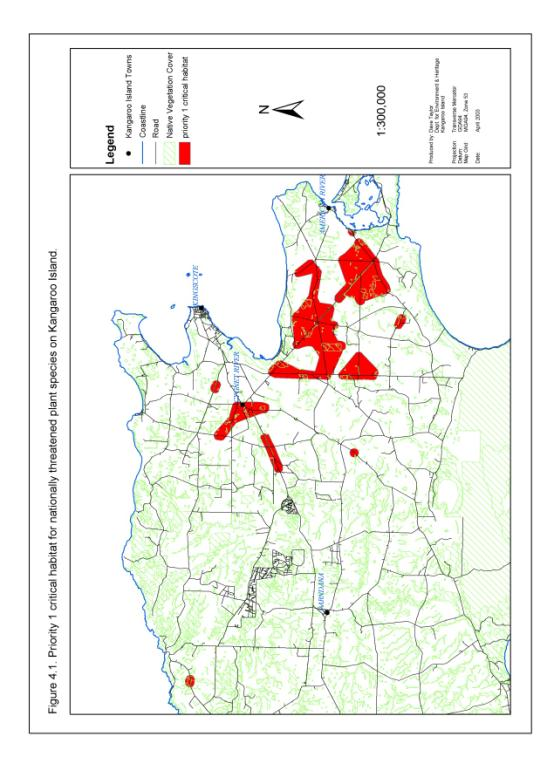 Figure 4.1. Priority 1 critical habitat for nationally threatened plant species on Kangaroo Island.
KINGSCOTE
CYGNET RIVER
AMERICAN RIVER
PARNDANA
Legend
Kangaroo Island Towns
Coastline
Road
Native Vegetation Cover
priority 1 critical habitat
N
1:300,000
Produced by: Dave Taylor
Dept. for Environment & Heritage
Kangaroo Island
Projection: Transverse Mercator
Datum: GDA94
Map Grid: MGA94, Zone 53
Date: April 2003